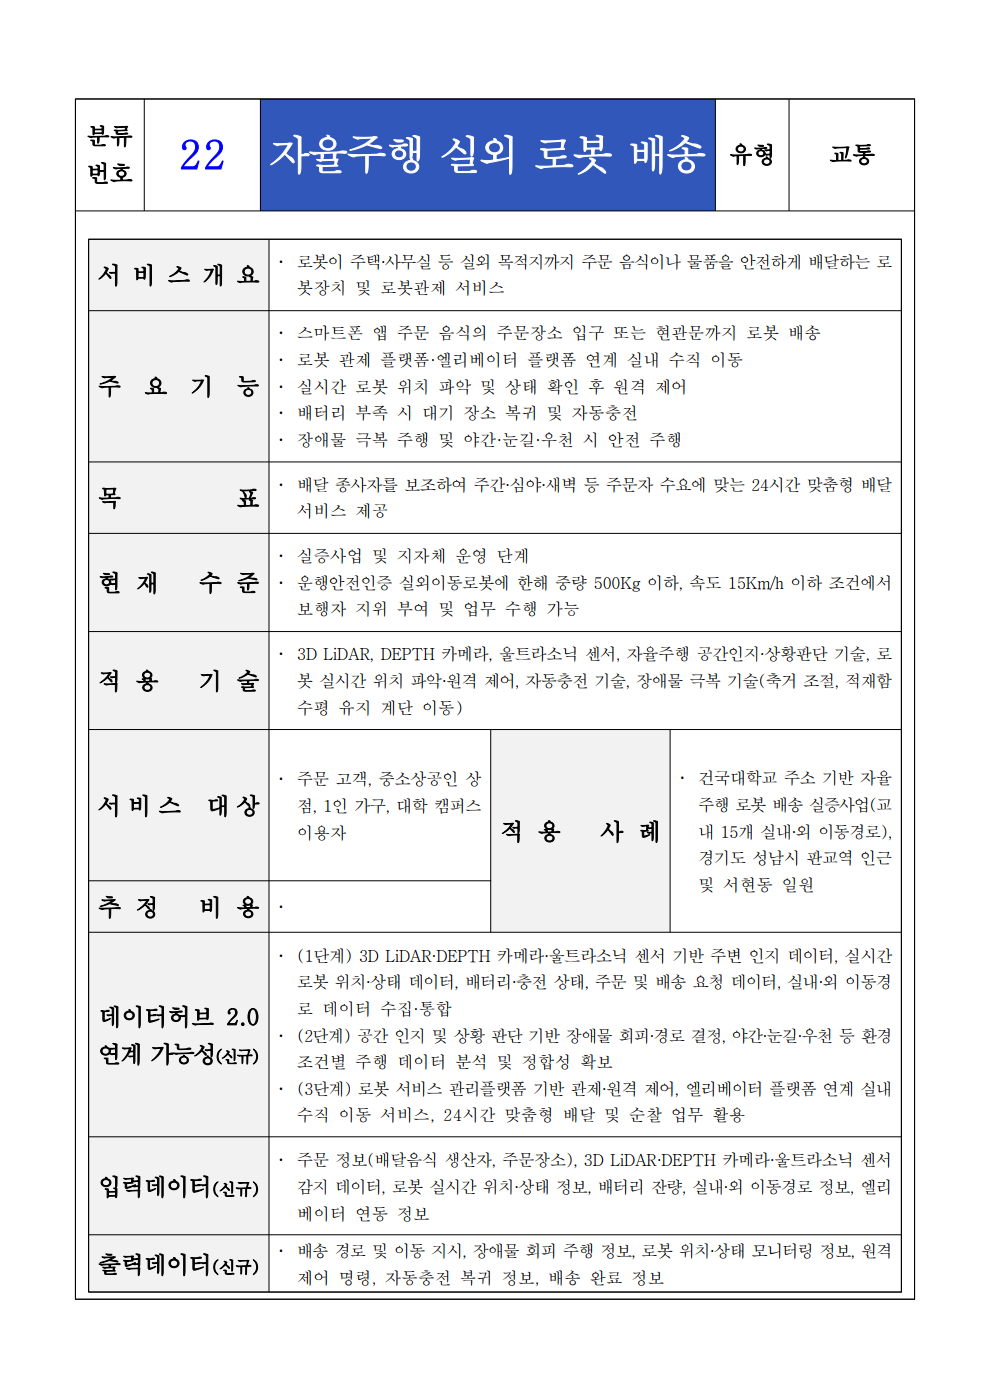 분류
번호
22
자율주행 실외 로봇 배송
유형
교통
서비스개요
· 로봇이 주택·사무실 등 실외 목적지까지 주문 음식이나 물품을 안전하게 배달하는 로
봇장치 및 로봇관제 서비스
주요기능
· 스마트폰 앱 주문 음식의 주문장소 입구 또는 현관문까지 로봇 배송
· 로봇 관제 플랫폼·엘리베이터 플랫폼 연계 실내 수직 이동
· 실시간 로봇 위치 파악 및 상태 확인 후 원격 제어
· 배터리 부족 시 대기 장소 복귀 및 자동충전
· 장애물 극복 주행 및 야간·눈길·우천 시 안전 주행
목표
· 배달 종사자를 보조하여 주간·심야·새벽 등 주문자 수요에 맞는 24시간 맞춤형 배달
서비스 제공
현재 수준
· 실증사업 및 지자체 운영 단계
· 운행안전인증 실외이동로봇에 한해 중량 500Kg 이하, 속도 15Km/h 이하 조건에서
보행자 지위 부여 및 업무 수행 가능
적용 기술
· 3D LiDAR, DEPTH 카메라, 울트라소닉 센서, 자율주행 공간인지·상황판단 기술, 로
봇 실시간 위치 파악·원격 제어, 자동충전 기술, 장애물 극복 기술(축거 조절, 적재함
수평 유지 계단 이동)
서비스 대상
· 주문 고객, 중소상공인 상
점, 1인 가구, 대학 캠퍼스
이용자
적용 사례
· 건국대학교 주소 기반 자율
주행 로봇 배송 실증사업(교
내 15개 실내·외 이동경로),
경기도 성남시 판교역 인근
및 서현동 일원
추정 비용
·
데이터허브 2.0
연계 가능성(신규)
· (1단계) 3D LiDAR·DEPTH 카메라·울트라소닉 센서 기반 주변 인지 데이터, 실시간
로봇 위치·상태 데이터, 배터리·충전 상태, 주문 및 배송 요청 데이터, 실내·외 이동경
로 데이터 수집·통합
· (2단계) 공간 인지 및 상황 판단 기반 장애물 회피·경로 결정, 야간·눈길·우천 등 환경
조건별 주행 데이터 분석 및 정합성 확보
· (3단계) 로봇 서비스 관리플랫폼 기반 관제·원격 제어, 엘리베이터 플랫폼 연계 실내
수직 이동 서비스, 24시간 맞춤형 배달 및 순찰 업무 활용
입력데이터(신규)
· 주문 정보(배달음식 생산자, 주문장소), 3D LiDAR·DEPTH 카메라·울트라소닉 센서
감지 데이터, 로봇 실시간 위치·상태 정보, 배터리 잔량, 실내·외 이동경로 정보, 엘리
베이터 연동 정보
출력데이터(신규)
· 배송 경로 및 이동 지시, 장애물 회피 주행 정보, 로봇 위치·상태 모니터링 정보, 원격
제어 명령, 자동충전 복귀 정보, 배송 완료 정보